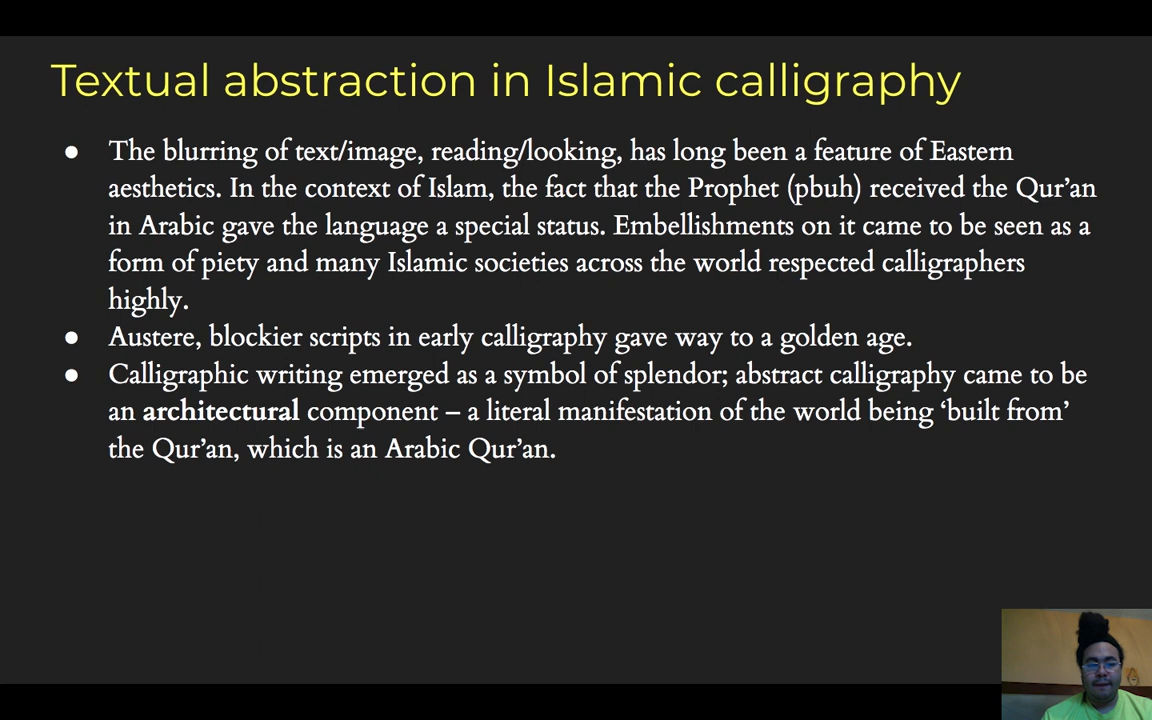 Textual abstraction in Islamic calligraphy
● The blurring of text/image, reading/looking, has long been a feature of Eastern
aesthetics. In the context of Islam, the fact that the Prophet (pbuh) received the Qur’an
in Arabic gave the language a special status. Embellishments on it came to be seen as a
form of piety and many Islamic societies across the world respected calligraphers
highly.
● Austere, blockier scripts in early calligraphy gave way to a golden age.
● Calligraphic writing emerged as a symbol of splendor; abstract calligraphy came to be
an architectural component – a literal manifestation of the world being ‘built from’
the Qur’an, which is an Arabic Qur’an.